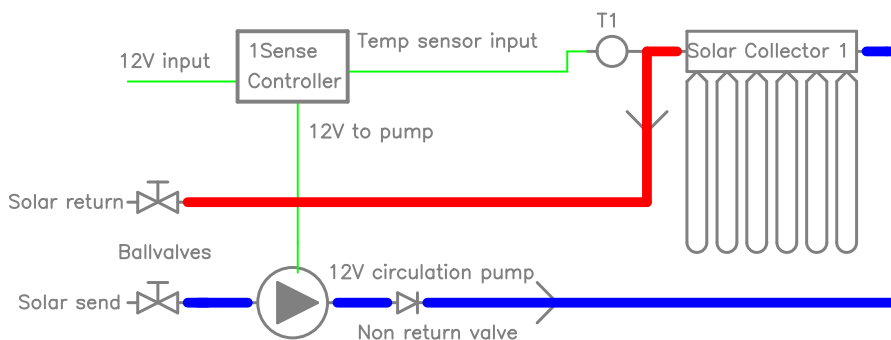 T1
1Sense
Controller
Temp sensor input
12V input
Solar Collector 1
12V to pump
Solar return
Ballvalves
12V circulation pump
Solar send
Non return valve